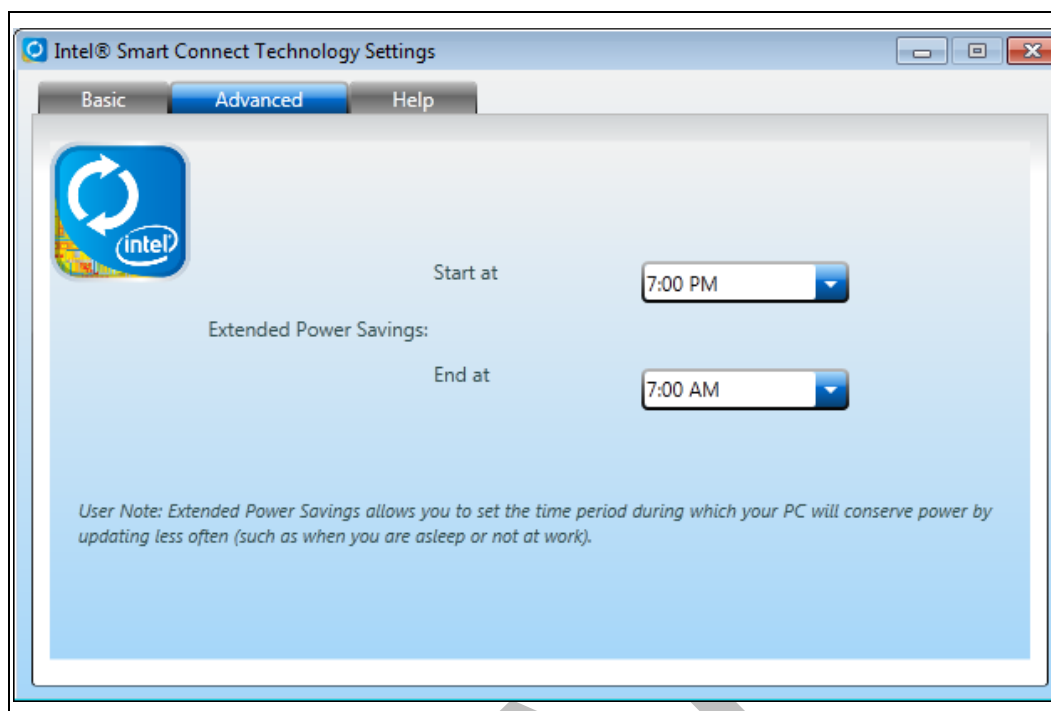 Intel® Smart Connect Technology Settings
Basic Advanced Help
intel
Start at 7:00 PM
Extended Power Savings:
End at 7:00 AM
User Note: Extended Power Savings allows you to set the time period during which your PC will conserve power by
updating less often (such as when you are asleep or not at work).